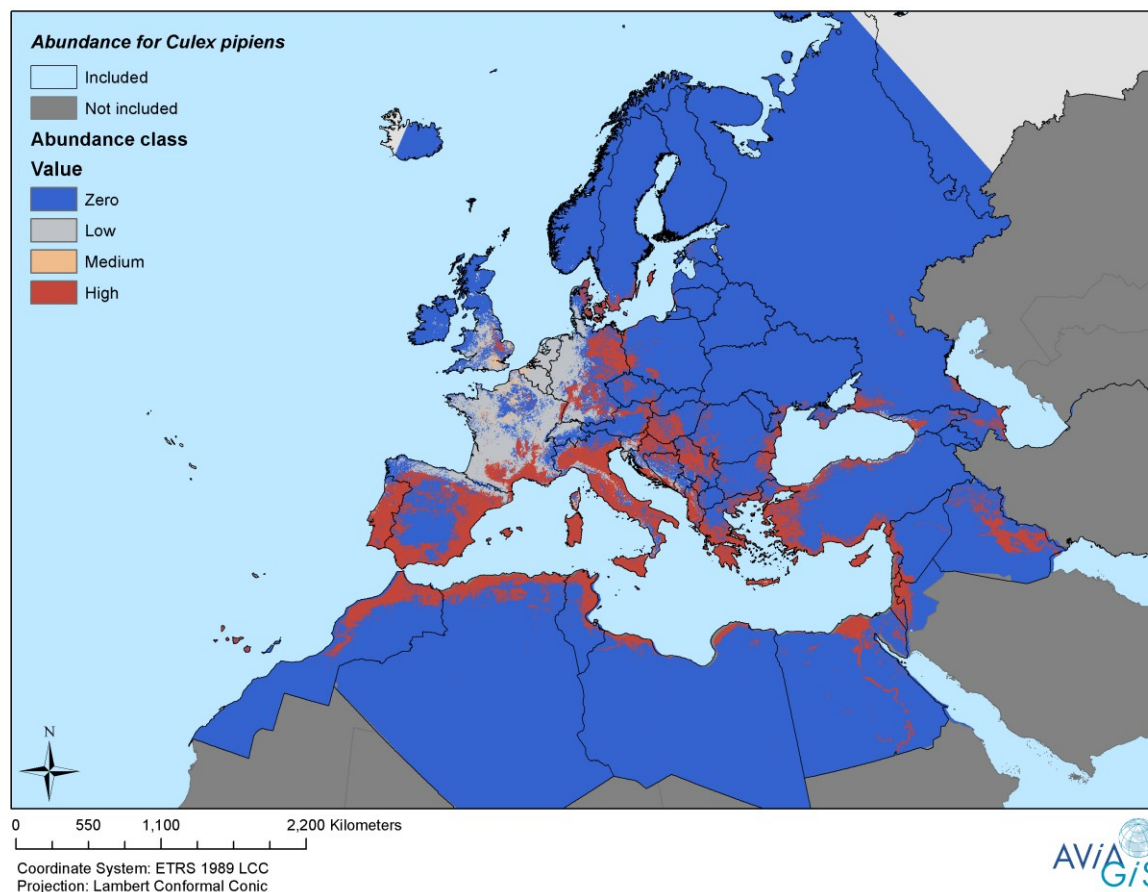 Abundance for Culex pipiens
Included
Not included
Abundance class
Value
Zero
Low
Medium
High
N
0 550 1,100 2,200 Kilometers
Coordinate System: ETRS 1989 LCC
Projection: Lambert Conformal Conic
AViA
GiS